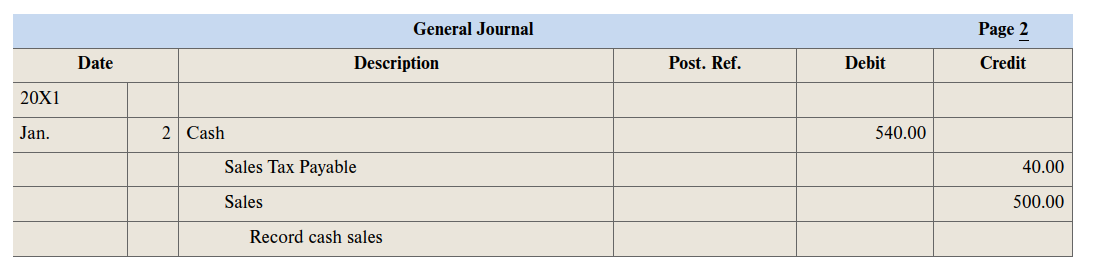 General Journal Page 2
Date Description Post. Ref. Debit Credit
20X1
Jan. 2 Cash 540.00
Sales Tax Payable 40.00
Sales 500.00
Record cash sales